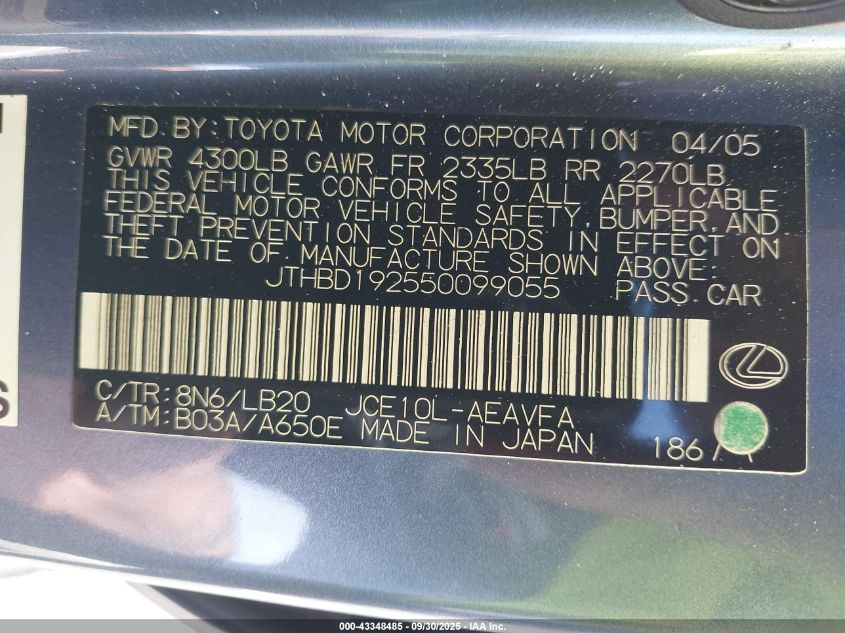 MFD BY: TOYOTA MOTOR CORPORATION 04/05
GVWR 4300LB GAWR FR 2335LB RR 2270LB
THIS VEHICLE CONFORMS TO ALL APPLICABLE
FEDERAL MOTOR VEHICLE SAFETY, BUMPER, AND
THEFT PREVENTION STANDARDS IN EFFECT ON
THE DATE OF MANUFACTURE SHOWN ABOVE.
JTHBD192550099055 PASS CAR
C/TR: 8N6/LB20 JCE10L-AEAVFA
A/TM: B03A/A650E MADE IN JAPAN 186
000-43348485 - 09/30/2025 - IAA Inc.